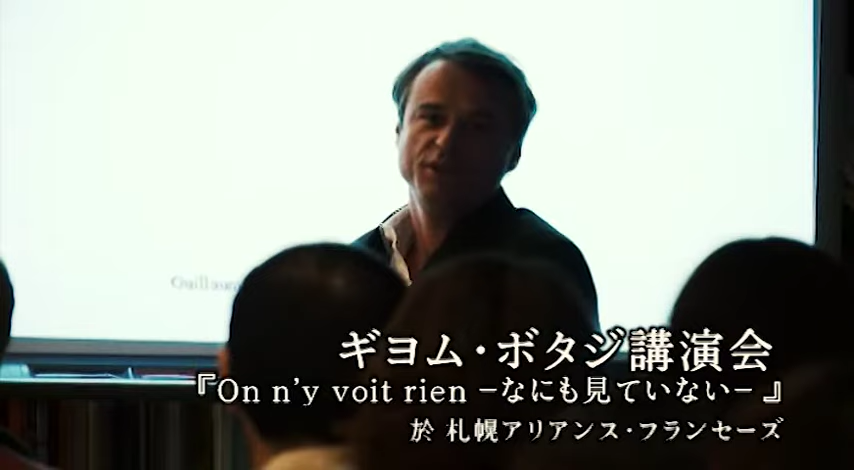 Guillaume
ギヨム・ボタジ講演会
『On n'y voit rien −なにも見ていない− 』
於 札幌アリアンス・フランセーズ